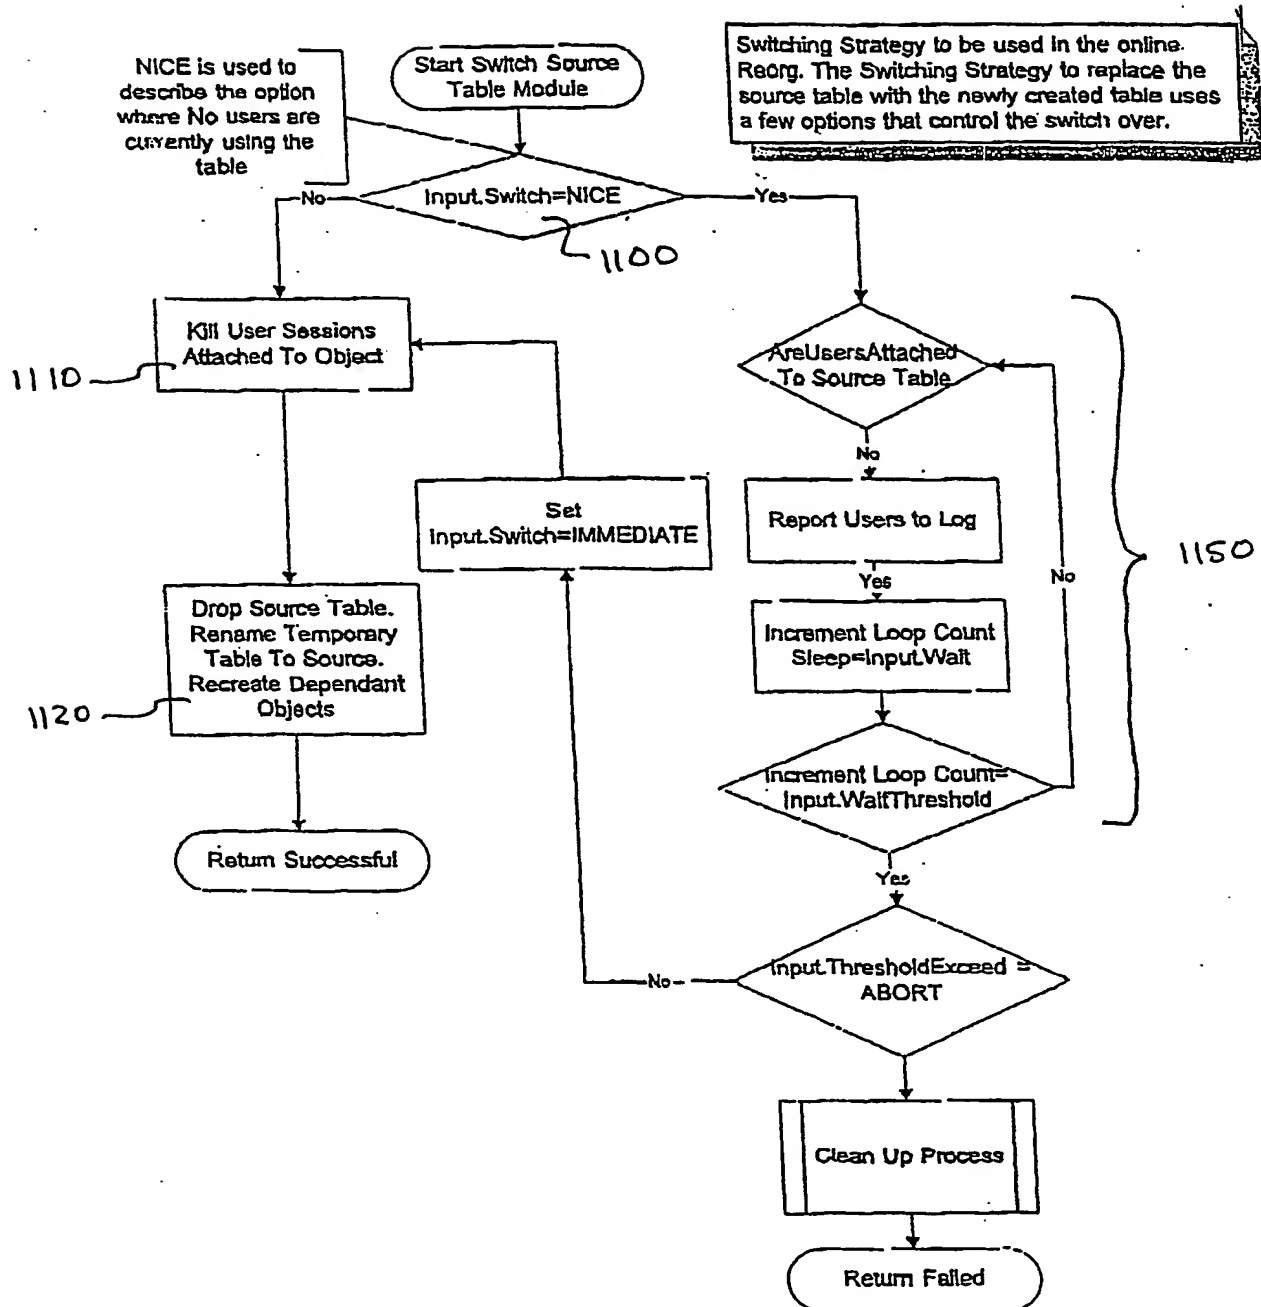 NICE is used to
describe the option
where No users are
currently using the
table
Start Switch Source
Table Module
Switching Strategy to be used in the online.
Reorg. The Switching Strategy to replace the
source table with the newly created table uses
a few options that control the switch over.
Input.Switch=NICE
No
Yes
1100
Kill User Sessions
Attached To Object
1110
AreUsersAttached
To Source Table
No
Set
Input.Switch=IMMEDIATE
Report Users to Log
Yes
No
1150
Drop Source Table.
Rename Temporary
Table To Source.
Recreate Dependant
Objects
1120
Increment Loop Count
Sleep=Input.Wait
Increment Loop Count=
Input.WaitThreshold
Return Successful
Yes
Input.ThresholdExceed =
ABORT
No
Clean Up Process
Return Failed